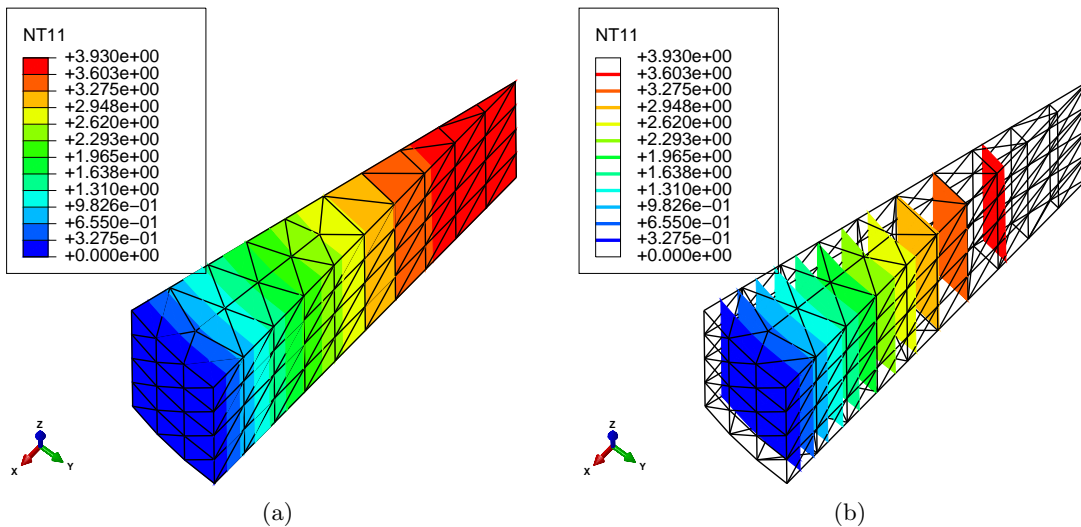 NT11
+3.930e+00
+3.603e+00
+3.275e+00
+2.948e+00
+2.620e+00
+2.293e+00
+1.965e+00
+1.638e+00
+1.310e+00
+9.826e−01
+6.550e−01
+3.275e−01
+0.000e+00
Z
X
Y
(a)
NT11
+3.930e+00
+3.603e+00
+3.275e+00
+2.948e+00
+2.620e+00
+2.293e+00
+1.965e+00
+1.638e+00
+1.310e+00
+9.826e−01
+6.550e−01
+3.275e−01
+0.000e+00
Z
X
Y
(b)